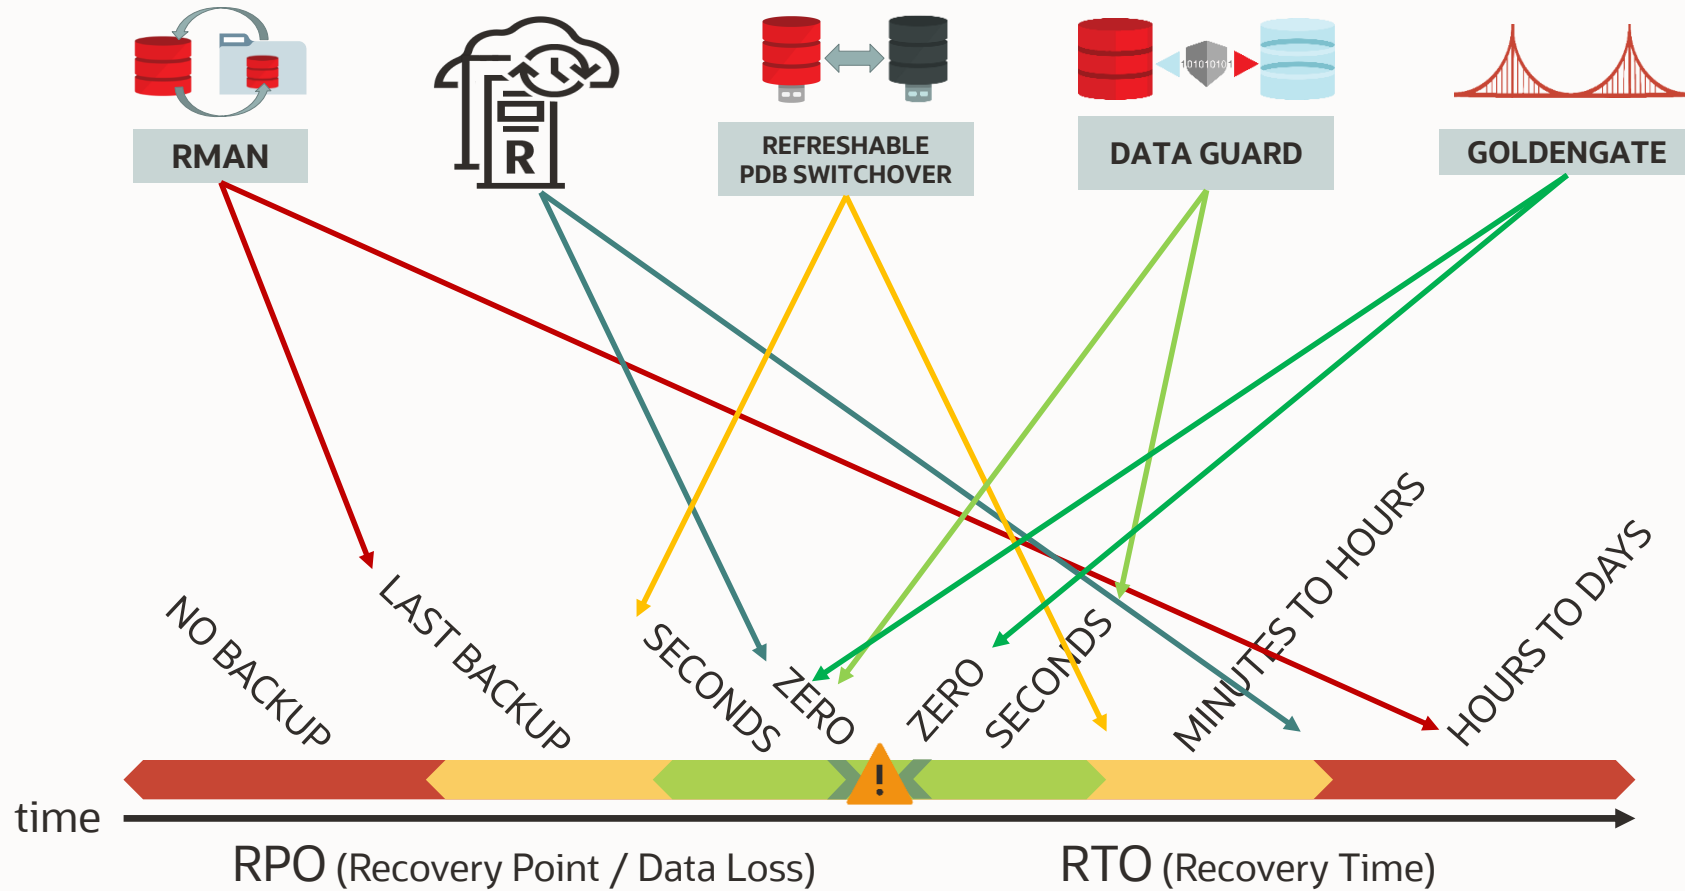 101010101
RMAN
R
REFRESHABLE
PDB SWITCHOVER
DATA GUARD
GOLDENGATE
NO BACKUP
LAST BACKUP
SECONDS
ZERO
ZERO
SECONDS
MINUTES TO HOURS
HOURS TO DAYS
!
time
RPO (Recovery Point / Data Loss)
RTO (Recovery Time)